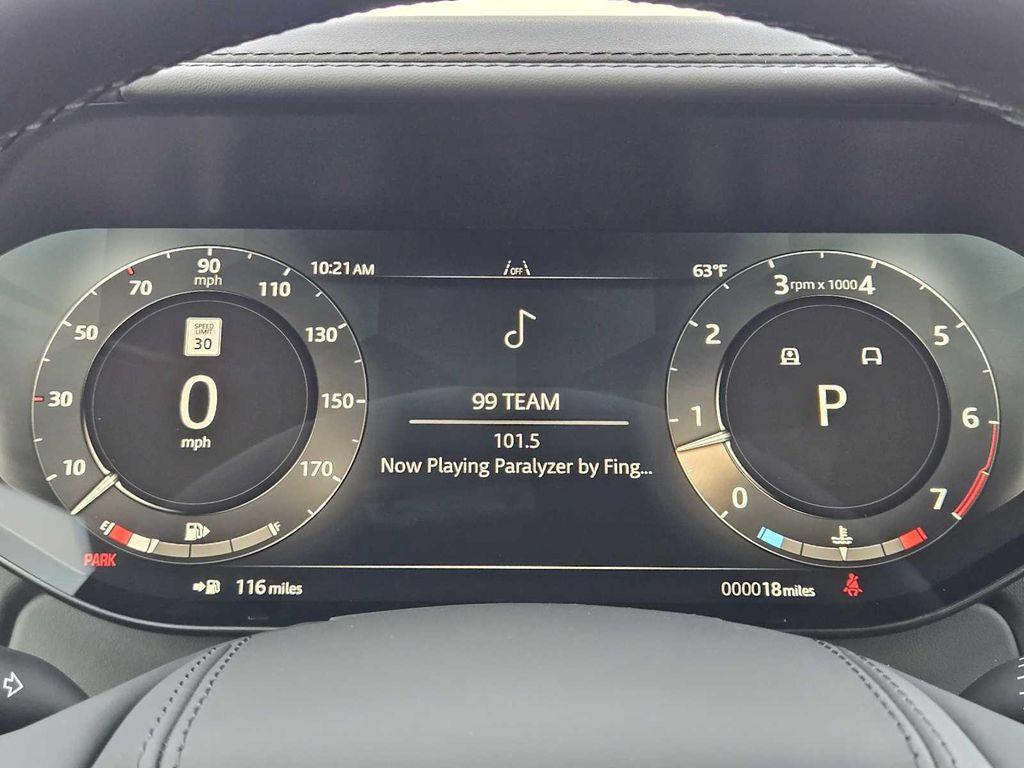 10:21 AM
OFF
63°F
90
mph
70
110
50
130
30
150
10
170
SPEED
LIMIT
30
0
mph
99 TEAM
101.5
Now Playing Paralyzer by Fing...
3 rpm x 1000 4
2
5
1
6
0
7
P
E
F
PARK
116 miles
000018 miles